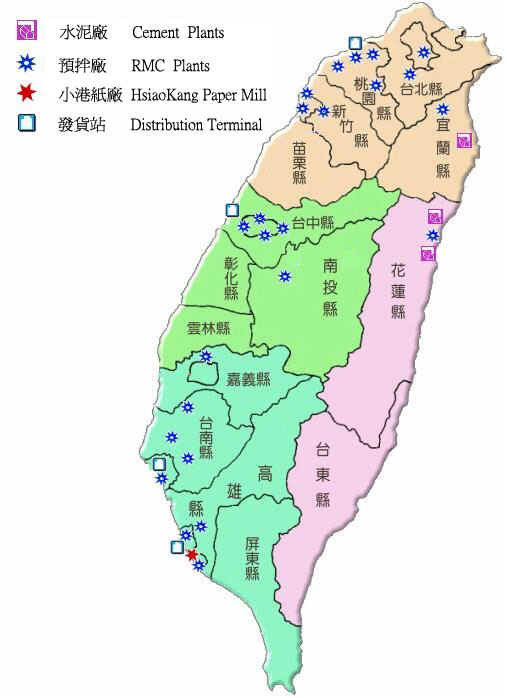 水泥廠 Cement Plants
預拌廠 RMC Plants
小港紙廠 HsiaoKang Paper Mill
發貨站 Distribution Terminal
台北縣
桃園縣
新竹縣
宜蘭縣
苗栗縣
台中縣
彰化縣
南投縣
花蓮縣
雲林縣
嘉義縣
台南縣
高雄縣
台東縣
屏東縣